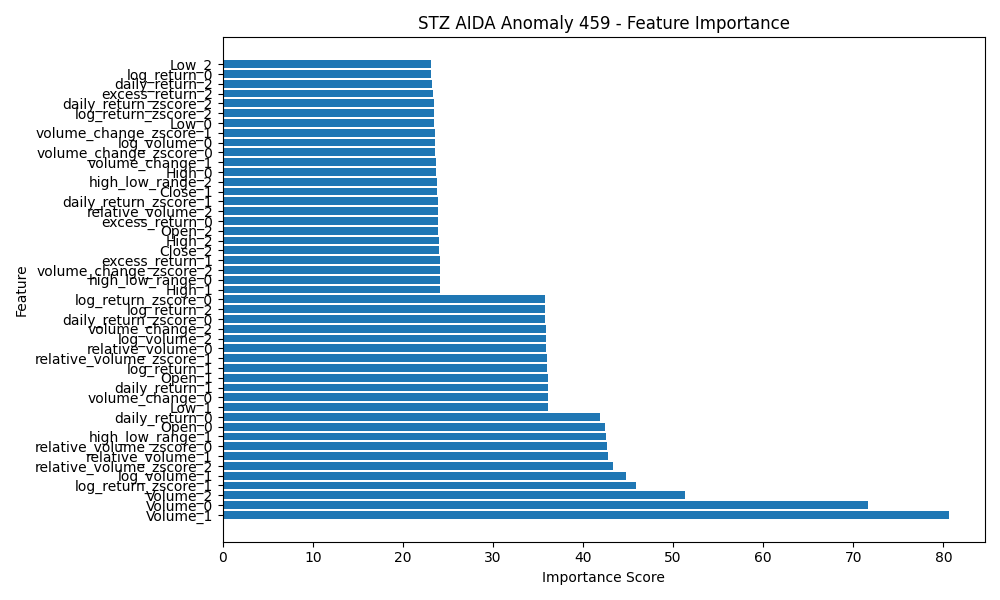 STZ AIDA Anomaly 459 - Feature Importance
Feature
Low_2
log_return_0
daily_return_2
excess_return_2
daily_return_zscore_2
log_return_zscore_2
Low_0
volume_change_zscore_1
log_volume_0
volume_change_zscore_0
volume_change_1
High_0
high_low_range_2
Close_1
daily_return_zscore_1
relative_volume_2
excess_return_0
Open_2
High_2
Close_2
excess_return_1
volume_change_zscore_2
high_low_range_0
High_1
log_return_zscore_0
log_return_2
daily_return_zscore_0
volume_change_2
log_volume_2
relative_volume_0
relative_volume_zscore_1
log_return_1
Open_1
daily_return_1
volume_change_0
Low_1
daily_return_0
Open_0
high_low_range_1
relative_volume_zscore_0
relative_volume_1
relative_volume_zscore_2
log_volume_1
log_return_zscore_1
Volume_2
Volume_0
Volume_1
0 10 20 30 40 50 60 70 80
Importance Score